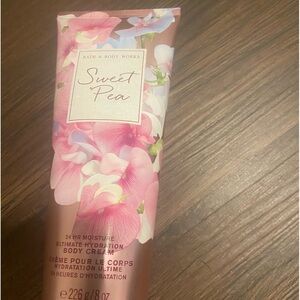 BATH & BODY WORKS
Sweet
Pea
24 HR MOISTURE
ULTIMATE HYDRATION
BODY CREAM
CRÈME POUR LE CORPS
HYDRATATION ULTIME
24 HEURES D'HYDRATATION
℮ 226 g/8 oz